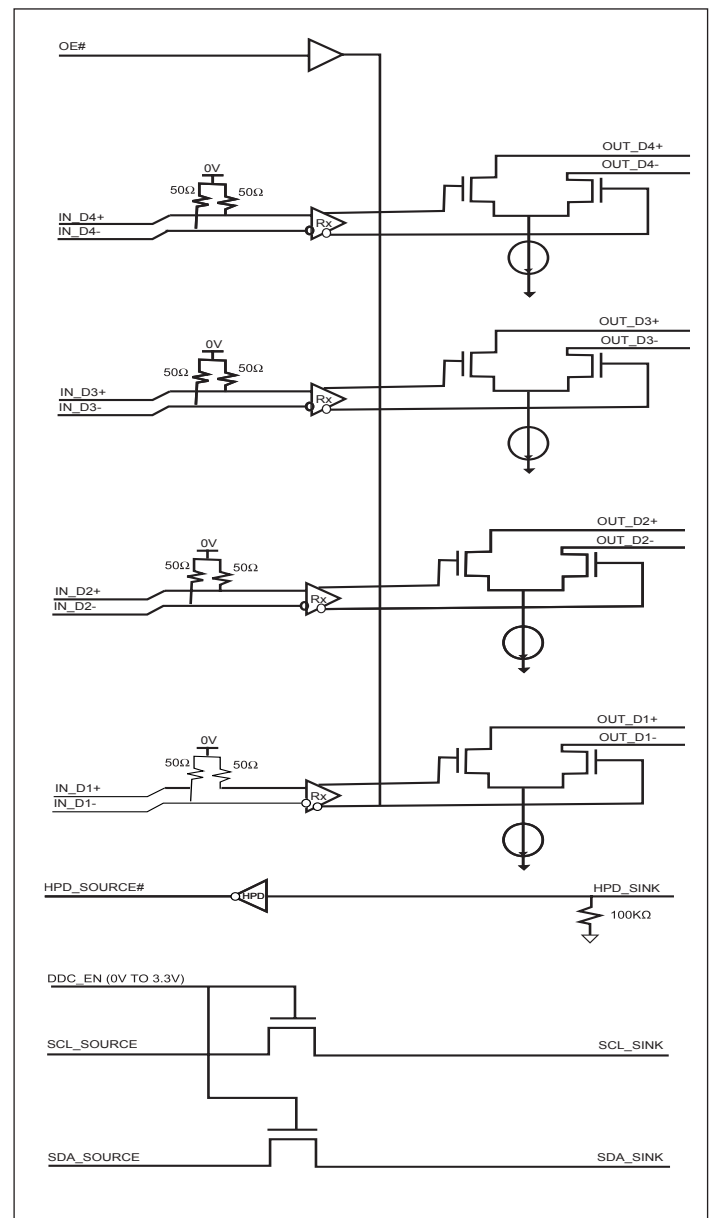 OE#
OUT_D4+
0V
OUT_D4-
50Ω
50Ω
IN_D4+
Rx
IN_D4-
OUT_D3+
0V
OUT_D3-
50Ω
50Ω
IN_D3+
Rx
IN_D3-
OUT_D2+
0V
OUT_D2-
50Ω
50Ω
IN_D2+
Rx
IN_D2-
OUT_D1+
0V
OUT_D1-
50Ω
50Ω
IN_D1+
Rx
IN_D1-
HPD_SOURCE#
HPD
HPD_SINK
100KΩ
DDC_EN (0V TO 3.3V)
SCL_SOURCE
SCL_SINK
SDA_SOURCE
SDA_SINK